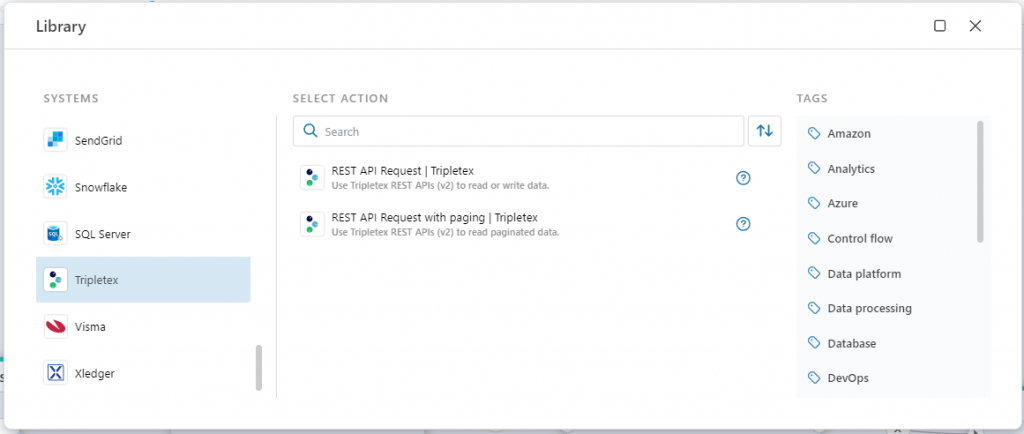 Library
SYSTEMS
SendGrid
Snowflake
SQL Server
Tripletex
Visma
Xledger
SELECT ACTION
Search
REST API Request | Tripletex
Use Tripletex REST APIs (v2) to read or write data.
REST API Request with paging | Tripletex
Use Tripletex REST APIs (v2) to read paginated data.
TAGS
Amazon
Analytics
Azure
Control flow
Data platform
Data processing
Database
DevOps